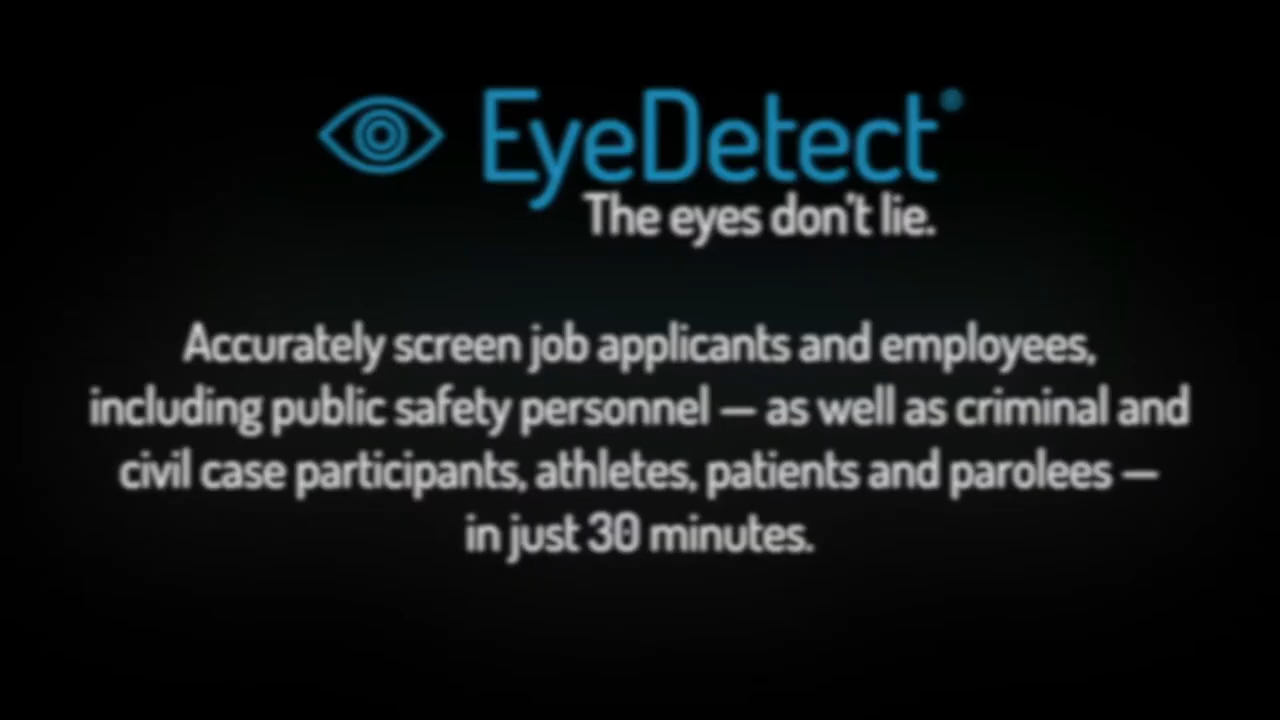 EyeDetect®
The eyes don't lie.
Accurately screen job applicants and employees,
including public safety personnel — as well as criminal and
civil case participants, athletes, patients and parolees —
in just 30 minutes.